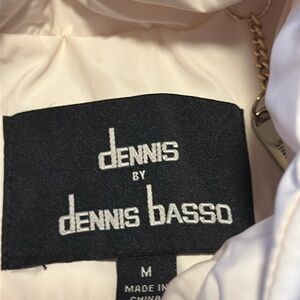 dENNIS
BY
dENNIS bASSO
M
MADE IN
CHINA